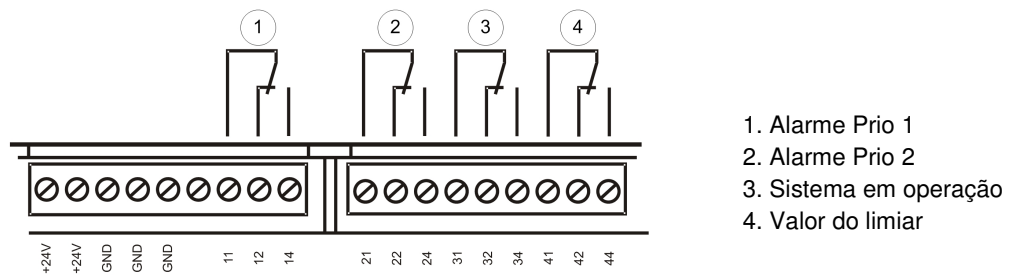 1 2 3 4
1. Alarme Prio 1
2. Alarme Prio 2
3. Sistema em operação
4. Valor do limiar
+24V +24V GND GND GND 11 12 14 21 22 24 31 32 34 41 42 44